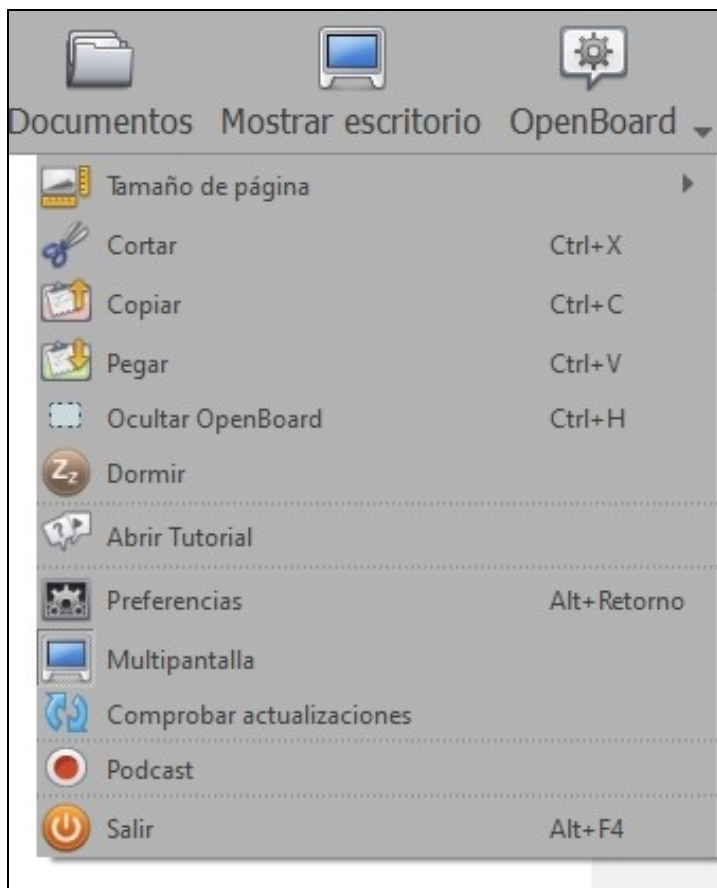 Documentos Mostrar escritorio OpenBoard
Tamaño de página
Cortar Ctrl+X
Copiar Ctrl+C
Pegar Ctrl+V
Ocultar OpenBoard Ctrl+H
Zz Dormir
Abrir Tutorial
Preferencias Alt+Retorno
Multipantalla
Comprobar actualizaciones
Podcast
Salir Alt+F4